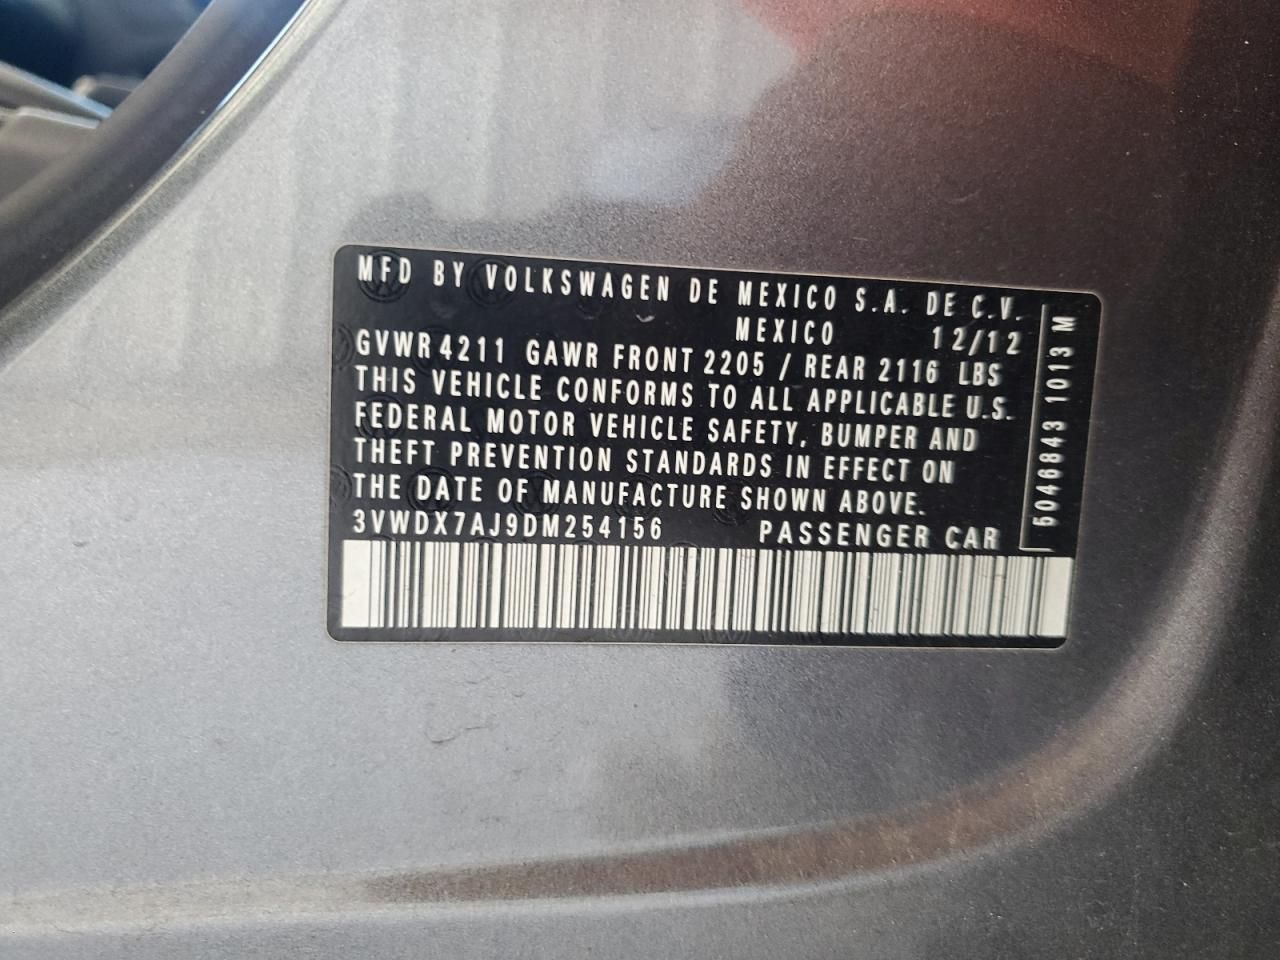 MFD BY VOLKSWAGEN DE MEXICO S.A. DE C.V.
MEXICO 12/12
GVWR 4211 GAWR FRONT 2205 / REAR 2116 LBS
THIS VEHICLE CONFORMS TO ALL APPLICABLE U.S.
FEDERAL MOTOR VEHICLE SAFETY, BUMPER AND
THEFT PREVENTION STANDARDS IN EFFECT ON
THE DATE OF MANUFACTURE SHOWN ABOVE.
3VWDX7AJ9DM254156 PASSENGER CAR
5046843 1013 M